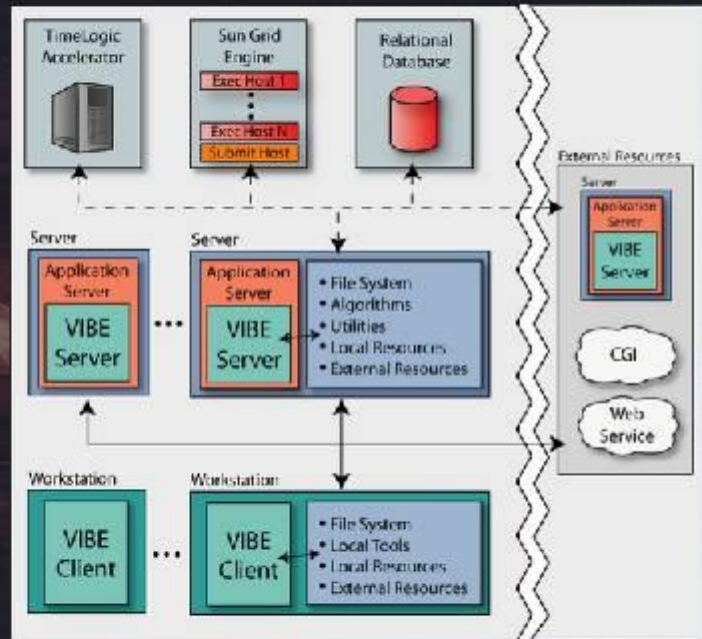 TimeLogic
Accelerator
Sun Grid
Engine
Exec Host 1
Exec Host N
Submit Host
Relational
Database
External Resources
Server
Application
Server
VIBE
Server
CGI
Web
Service
Server
Application
Server
VIBE
Server
Server
Application
Server
VIBE
Server
• File System
• Algorithms
• Utilities
• Local Resources
• External Resources
Workstation
VIBE
Client
Workstation
VIBE
Client
• File System
• Local Tools
• Local Resources
• External Resources